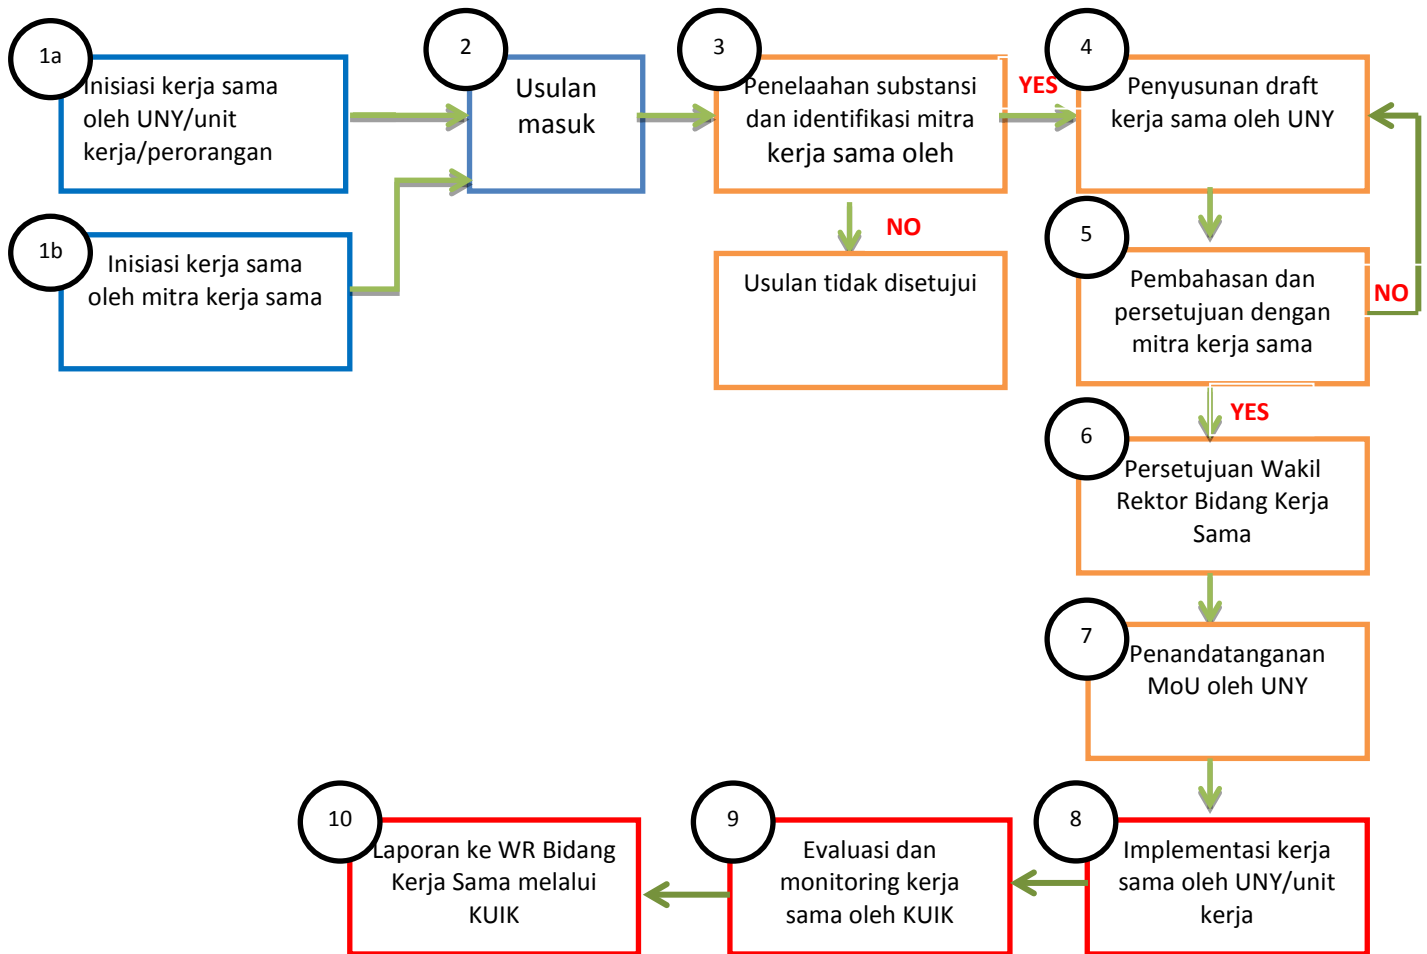 1a
Inisiasi kerja sama
oleh UNY/unit
kerja/perorangan
1b
Inisiasi kerja sama
oleh mitra kerja sama
2
Usulan
masuk
3
Penelaahan substansi
dan identifikasi mitra
kerja sama oleh
YES
NO
Usulan tidak disetujui
4
Penyusunan draft
kerja sama oleh UNY
5
Pembahasan dan
persetujuan dengan
mitra kerja sama
NO
YES
6
Persetujuan Wakil
Rektor Bidang Kerja
Sama
7
Penandatanganan
MoU oleh UNY
8
Implementasi kerja
sama oleh UNY/unit
kerja
9
Evaluasi dan
monitoring kerja
sama oleh KUIK
10
Laporan ke WR Bidang
Kerja Sama melalui
KUIK